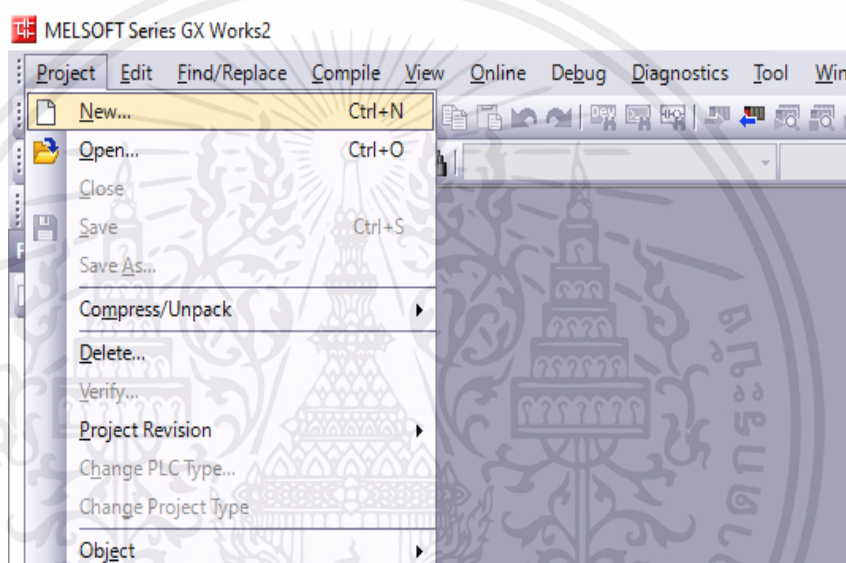 MELSOFT Series GX Works2
Project Edit Find/Replace Compile View Online Debug Diagnostics Tool
New... Ctrl+N
Open... Ctrl+O
Close
Save Ctrl+S
Save As...
Compress/Unpack
Delete...
Verify...
Project Revision
Change PLC Type...
Change Project Type
Object